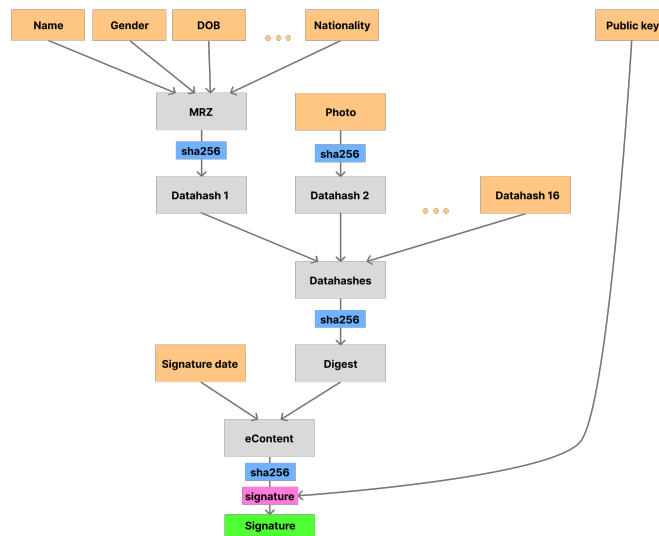 Name
Gender
DOB
Nationality
Public key
MRZ
Photo
sha256
sha256
Datahash 1
Datahash 2
Datahash 16
Datahashes
sha256
Signature date
Digest
eContent
sha256
signature
Signature